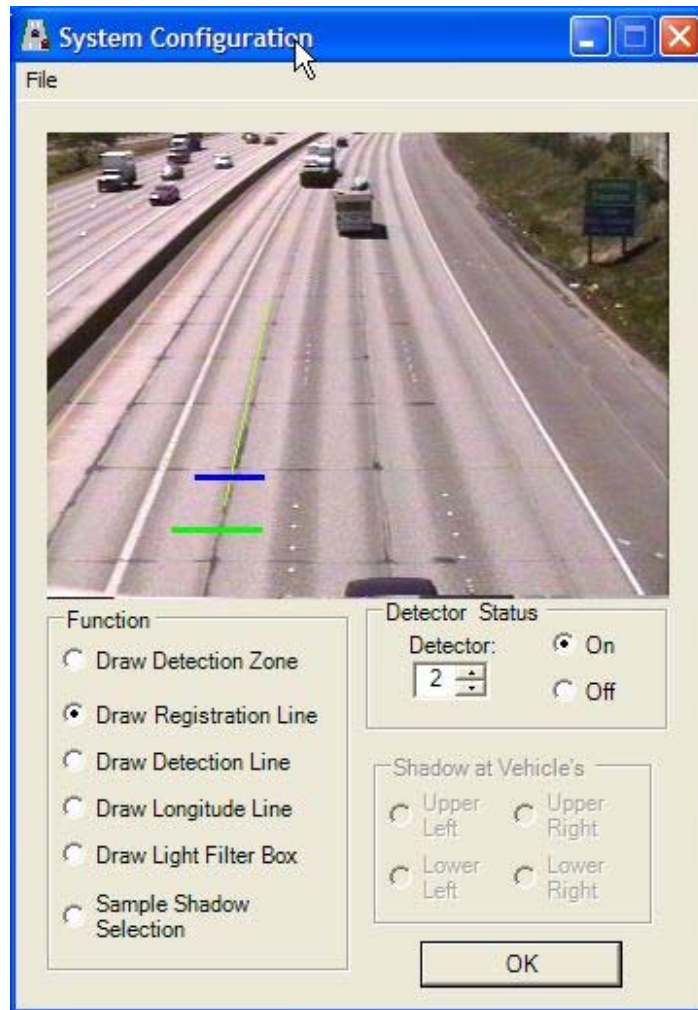 System Configuration
File
Function
Draw Detection Zone
Draw Registration Line
Draw Detection Line
Draw Longitude Line
Draw Light Filter Box
Sample Shadow
Selection
Detector Status
Detector:
2
On
Off
Shadow at Vehicle's
Upper
Left
Upper
Right
Lower
Left
Lower
Right
OK